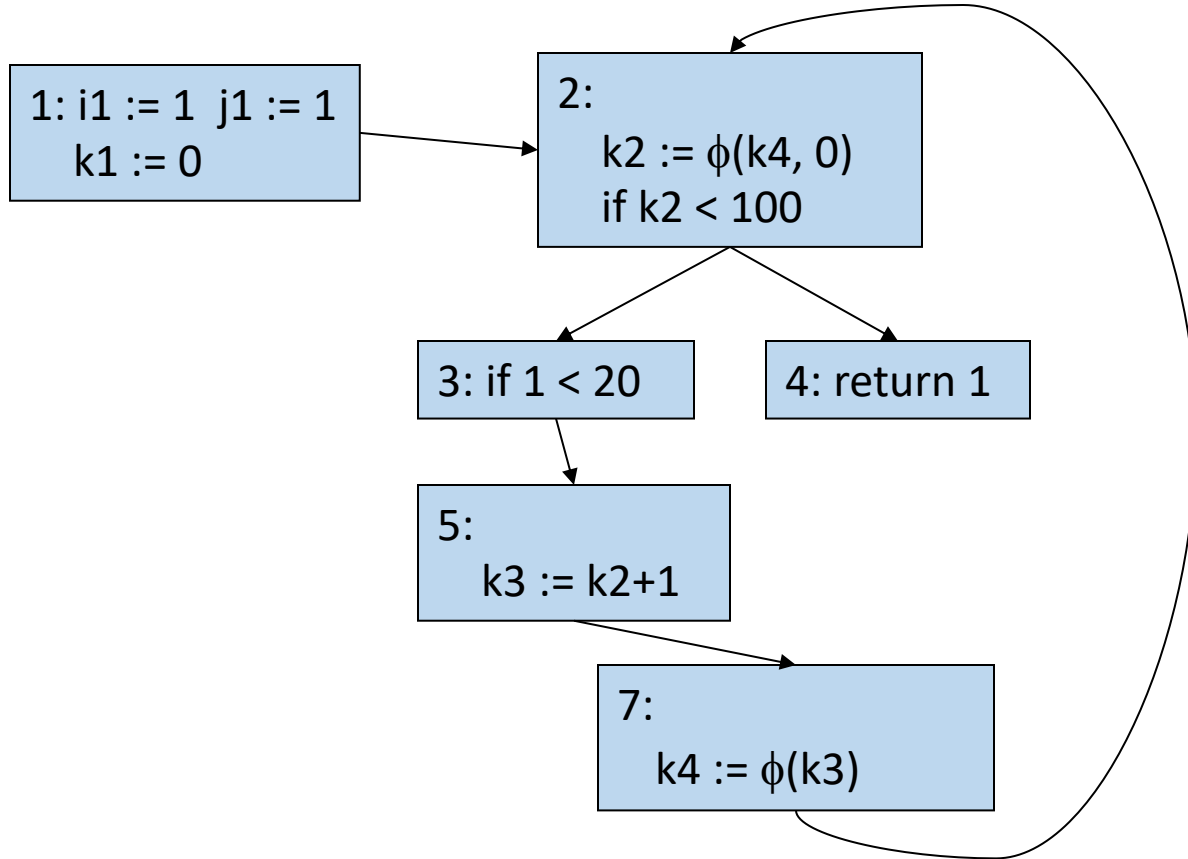 1: i1 := 1  j1 := 1
k1 := 0
2:
k2 := ϕ(k4, 0)
if k2 < 100
3: if 1 < 20
4: return 1
5:
k3 := k2+1
7:
k4 := ϕ(k3)